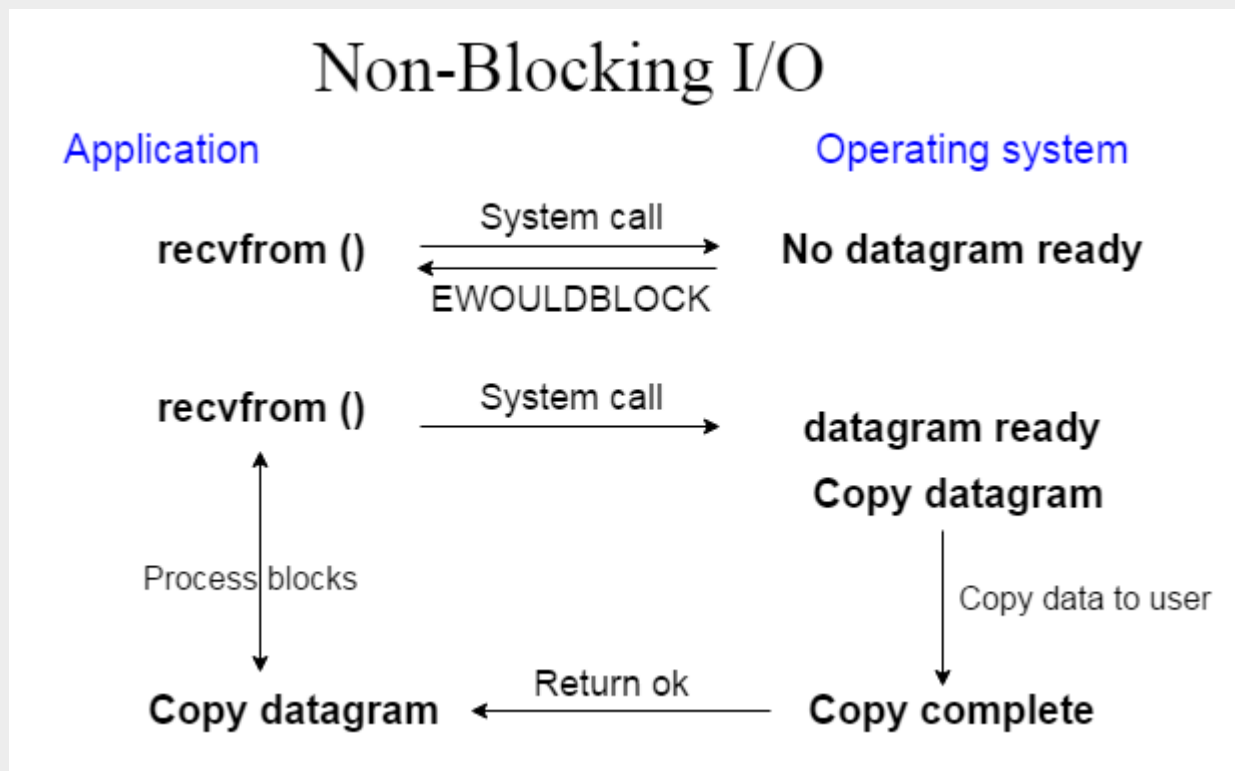 Non-Blocking I/O
Application
Operating system
System call
recvfrom ()
No datagram ready
EWOULDBLOCK
System call
recvfrom ()
datagram ready
Copy datagram
Process blocks
Copy data to user
Return ok
Copy datagram
Copy complete